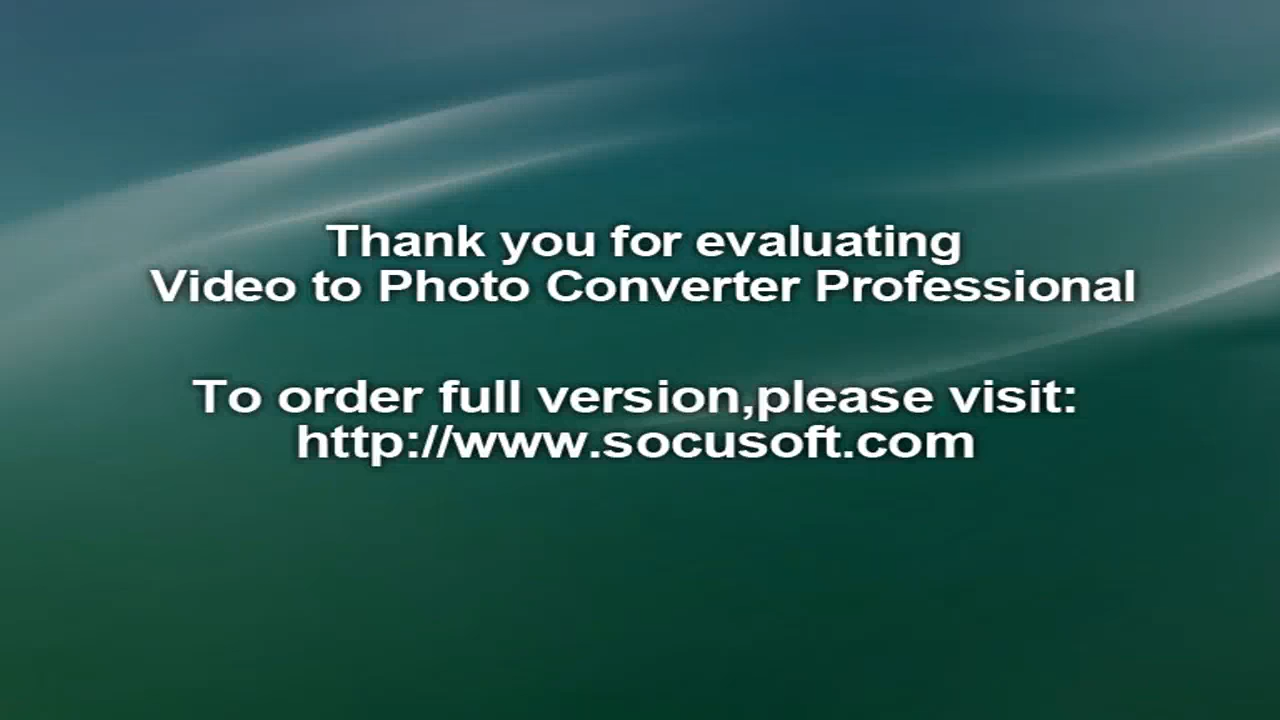 Thank you for evaluating
Video to Photo Converter Professional
To order full version,please visit:
http://www.socusoft.com